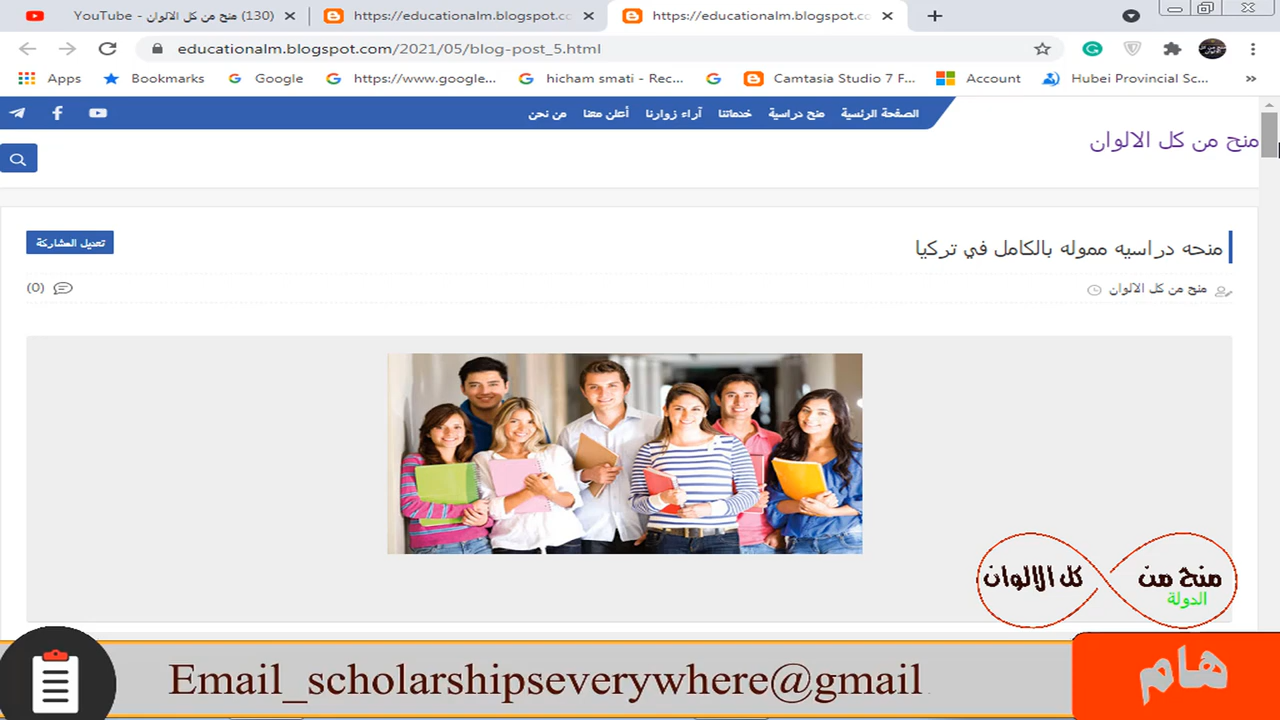 YouTube - منح من كل الالوان (130)
https://educationalm.blogspot.co
https://educationalm.blogspot.co
educationalm.blogspot.com/2021/05/blog-post_5.html
Apps
Bookmarks
Google
https://www.google...
hicham smati - Rec...
Camtasia Studio 7 F...
Account
Hubei Provincial Sc...
الصفحة الرئسية
منح دراسية
خدماتنا
آراء زوارنا
أعلن معنا
من نحن
منح من كل الالوان
منحه دراسيه مموله بالكامل في تركيا
تعديل المشاركة
منح من كل الالوان
(0)
منح من
كل الالوان
الدولة
Email_scholarshipseverywhere@gmail
هام